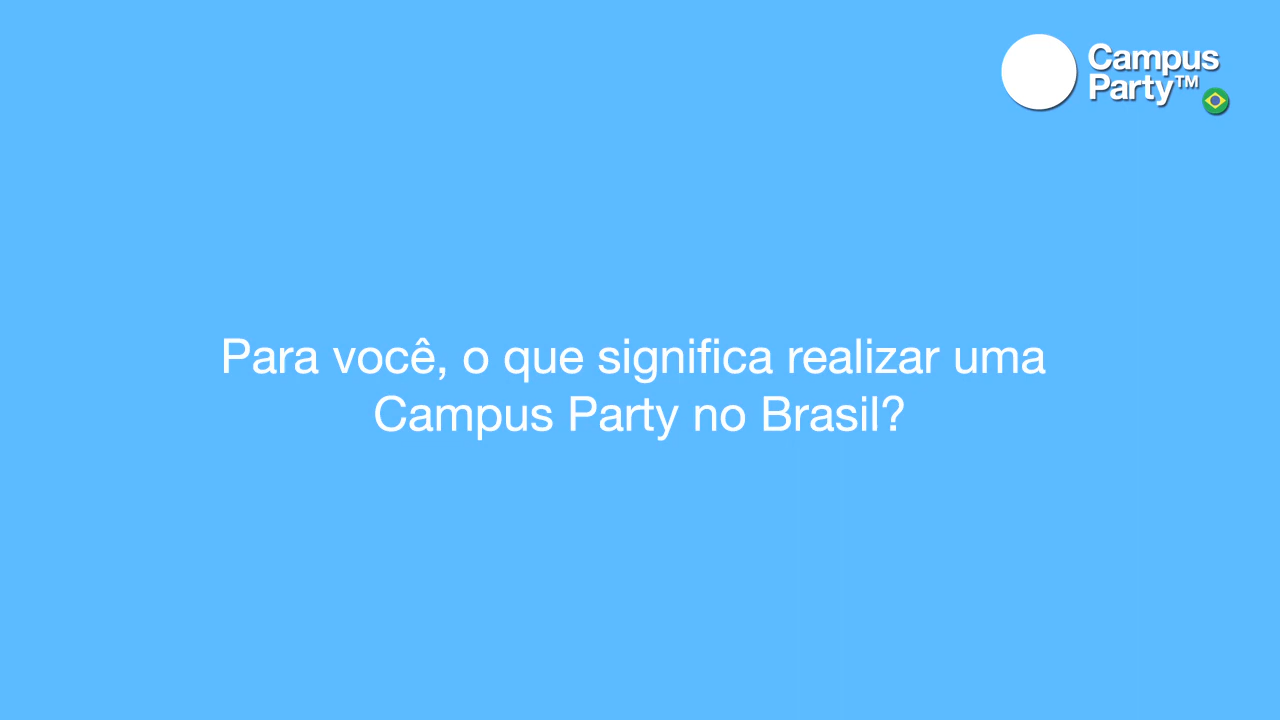 Campus
Party™
Para você, o que significa realizar uma
Campus Party no Brasil?